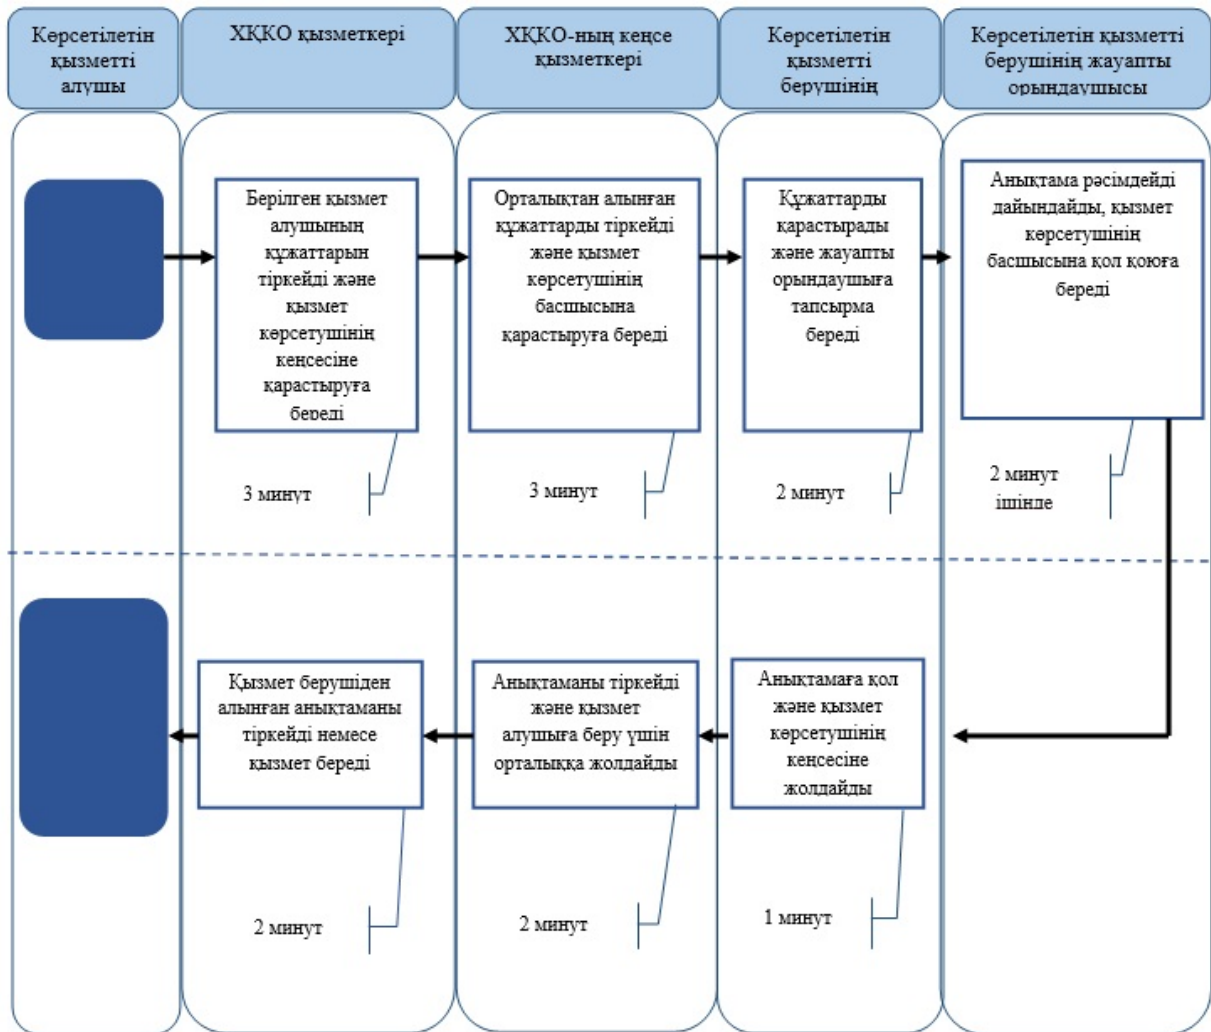 Көрсетілетін
қызметті
алушы
ХҚКО қызметкері
ХҚКО-ның кеңсе
қызметкері
Көрсетілетін
қызметті
берушінің
Көрсетілетін қызметті
берушінің жауапты
орындаушысы
Берілген қызмет
алушының
құжаттарын
тіркейді және
қызмет
көрсетушінің
кеңсесіне
қарастыруға
береді
Орталықтан алынған
құжаттарды тіркейді
және қызмет
көрсетушінің
басшысына
қарастыруға береді
Құжаттарды
қарастырады
және жауапты
орындаушыға
тапсырма
береді
Анықтама рәсімдейді
дайындайды, қызмет
көрсетушінің
басшысына қол қоюға
береді
3 минут
3 минут
2 минут
2 минут
ішінде
Қызмет берушіден
алынған анықтаманы
тіркейді немесе
қызмет береді
Анықтаманы тіркейді
және қызмет
алушыға беру үшін
орталыққа жолдайды
Анықтамаға қол
және қызмет
көрсетушінің
кеңсесіне
жолдайды
2 минут
2 минут
1 минут